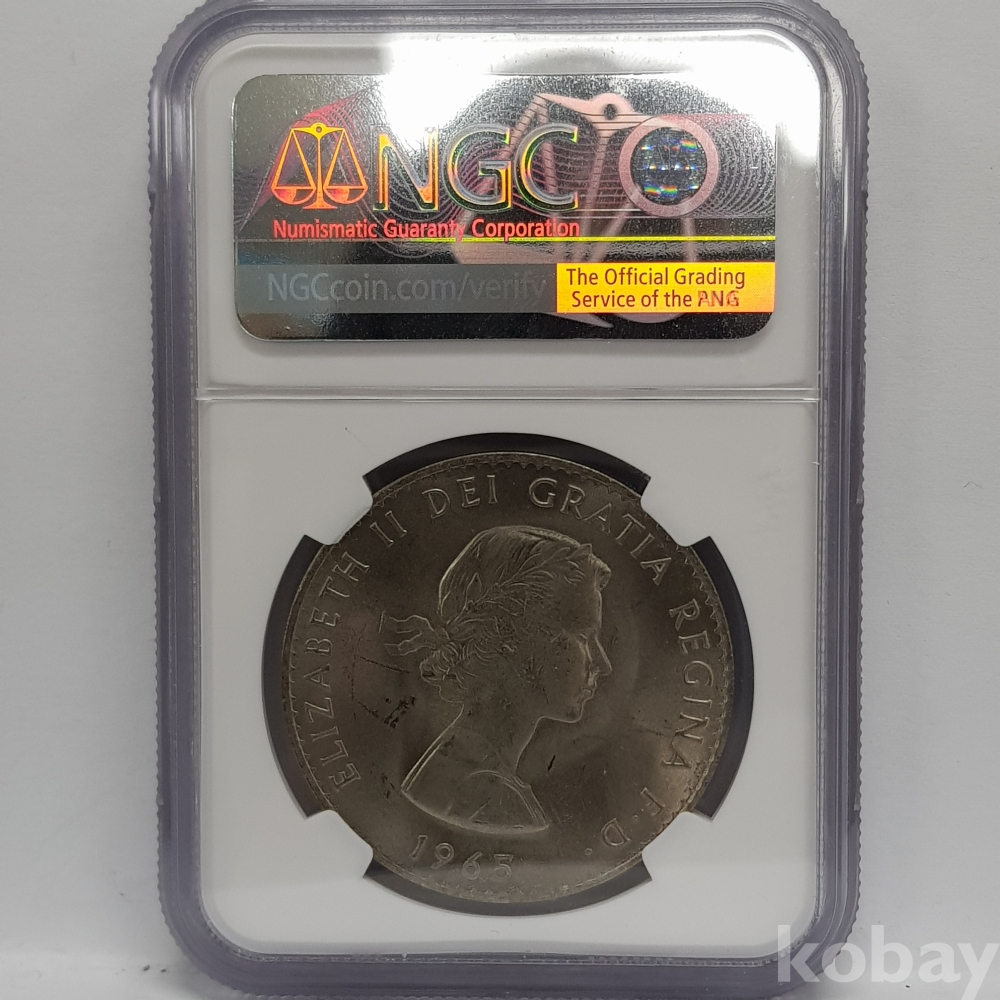 NGC
Numismatic Guaranty Corporation
NGCcoin.com/verify
The Official Grading
Service of the PNG
ELIZABETH II DEI GRATIA REGINA F.D.
1965
kobay